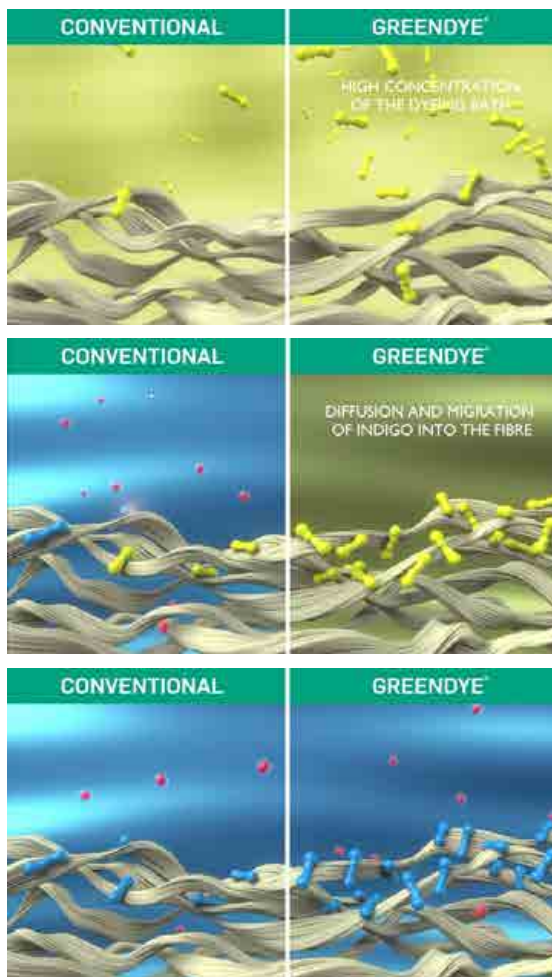 CONVENTIONAL
GREENDYE®
HIGH CONCENTRATION
OF THE DYEING BATH
CONVENTIONAL
GREENDYE®
DIFFUSION AND MIGRATION
OF INDIGO INTO THE FIBRE
CONVENTIONAL
GREENDYE®